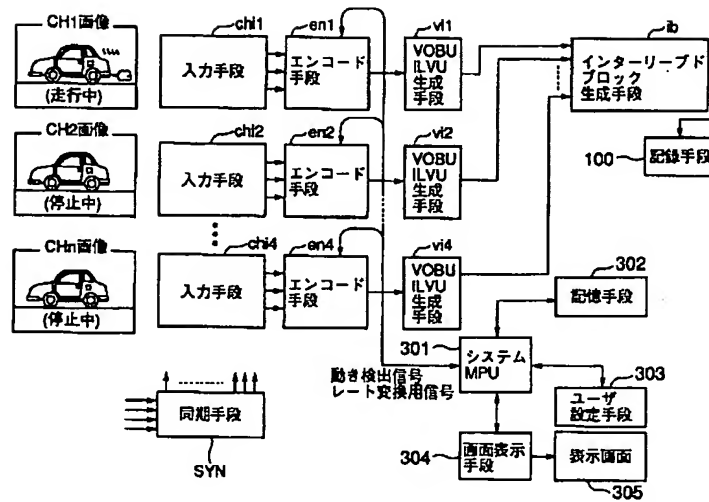 CH1画像
(走行中)
CH2画像
(停止中)
CHn画像
(停止中)
chi1
入力手段
chi2
入力手段
chi4
入力手段
en1
エンコード
手段
en2
エンコード
手段
en4
エンコード
手段
vi1
VOBU
ILVU
生成
手段
vi2
VOBU
ILVU
生成
手段
vi4
VOBU
ILVU
生成
手段
ib
インターリーブド
ブロック
生成手段
100
記録手段
302
記憶手段
301
システム
MPU
動き検出信号
レート変換用信号
303
ユーザ
設定手段
304
画面表示
手段
表示画面
305
同期手段
SYN